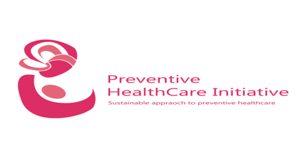 Preventive
HealthCare Initiative
Sustainable appraoch to preventive healthcare